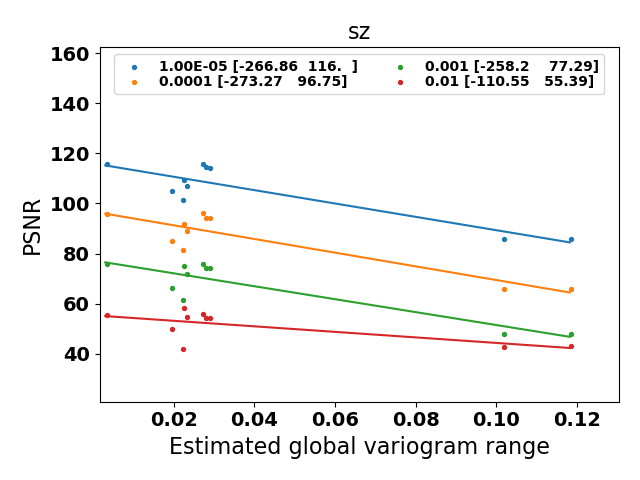 sz
1.00E-05 [-266.86  116.  ]
0.001 [-258.2    77.29]
0.0001 [-273.27   96.75]
0.01 [-110.55   55.39]
160
140
120
100
80
60
40
PSNR
0.02 0.04 0.06 0.08 0.10 0.12
Estimated global variogram range